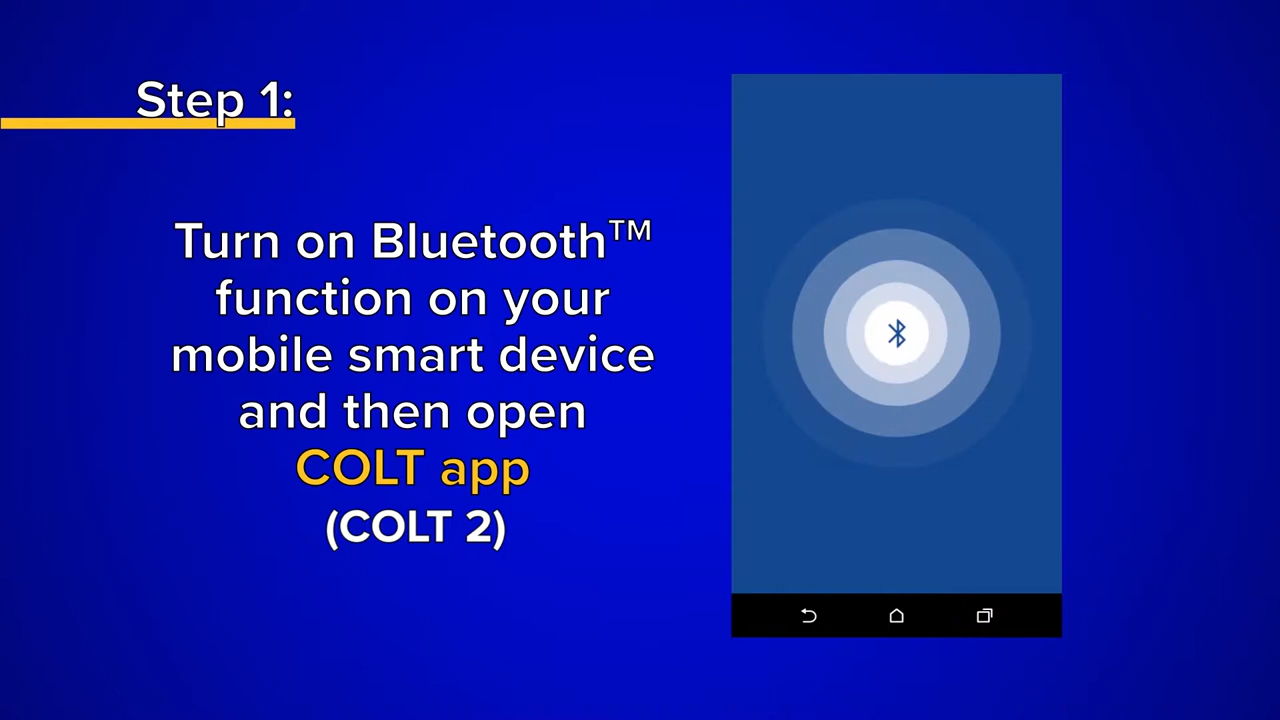 Step 1:
Turn on Bluetooth™
function on your
mobile smart device
and then open
COLT app
(COLT 2)